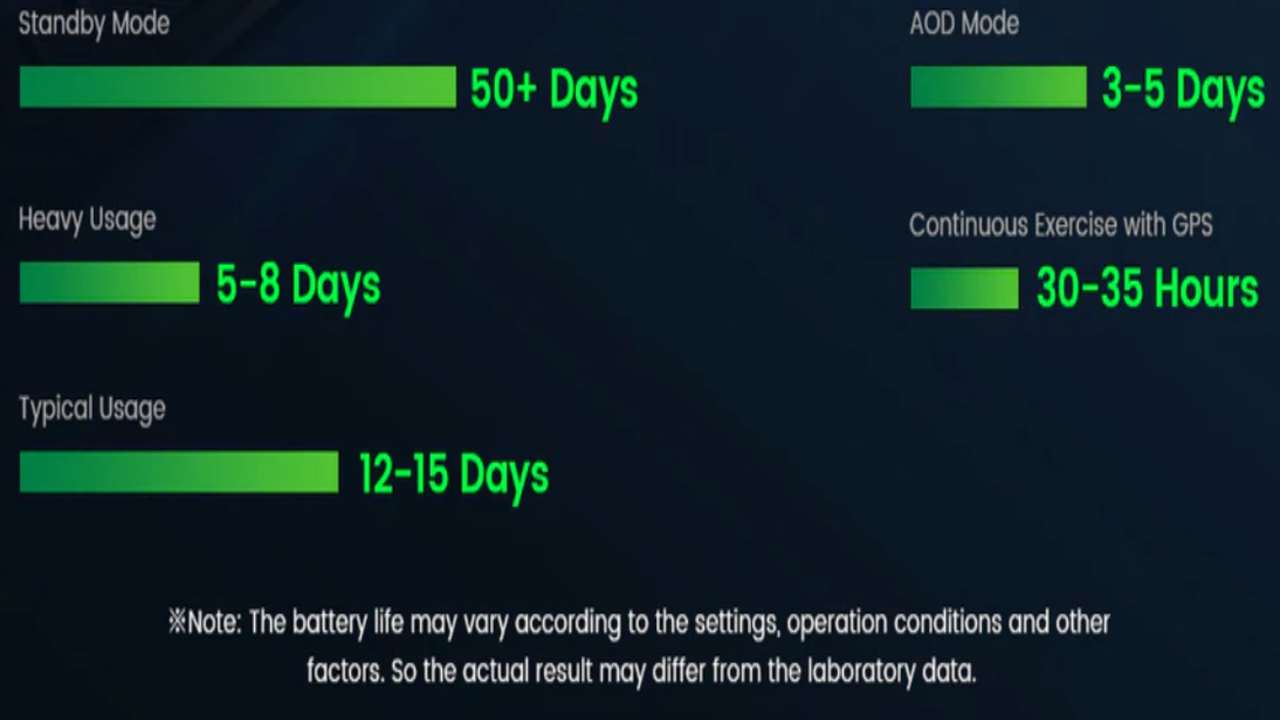 Standby Mode
50+ Days
AOD Mode
3-5 Days
Heavy Usage
5-8 Days
Continuous Exercise with GPS
30-35 Hours
Typical Usage
12-15 Days
※Note: The battery life may vary according to the settings, operation conditions and other
factors. So the actual result may differ from the laboratory data.